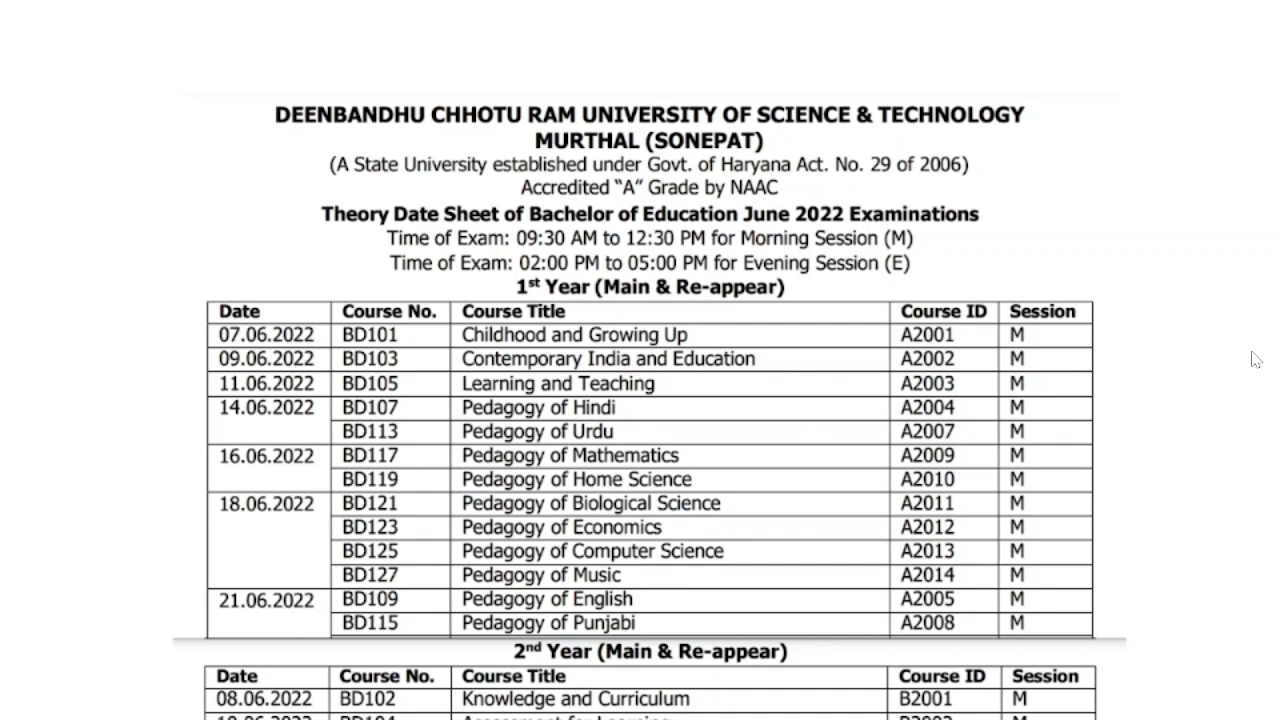 DEENBANDHU CHHOTU RAM UNIVERSITY OF SCIENCE & TECHNOLOGY
MURTHAL (SONEPAT)
(A State University established under Govt. of Haryana Act. No. 29 of 2006)
Accredited “A” Grade by NAAC
Theory Date Sheet of Bachelor of Education June 2022 Examinations
Time of Exam: 09:30 AM to 12:30 PM for Morning Session (M)
Time of Exam: 02:00 PM to 05:00 PM for Evening Session (E)
1st Year (Main & Re-appear)
Date Course No. Course Title Course ID Session
07.06.2022 BD101 Childhood and Growing Up A2001 M
09.06.2022 BD103 Contemporary India and Education A2002 M
11.06.2022 BD105 Learning and Teaching A2003 M
14.06.2022 BD107 Pedagogy of Hindi A2004 M
BD113 Pedagogy of Urdu A2007 M
16.06.2022 BD117 Pedagogy of Mathematics A2009 M
BD119 Pedagogy of Home Science A2010 M
18.06.2022 BD121 Pedagogy of Biological Science A2011 M
BD123 Pedagogy of Economics A2012 M
BD125 Pedagogy of Computer Science A2013 M
BD127 Pedagogy of Music A2014 M
21.06.2022 BD109 Pedagogy of English A2005 M
BD115 Pedagogy of Punjabi A2008 M
2nd Year (Main & Re-appear)
Date Course No. Course Title Course ID Session
08.06.2022 BD102 Knowledge and Curriculum B2001 M